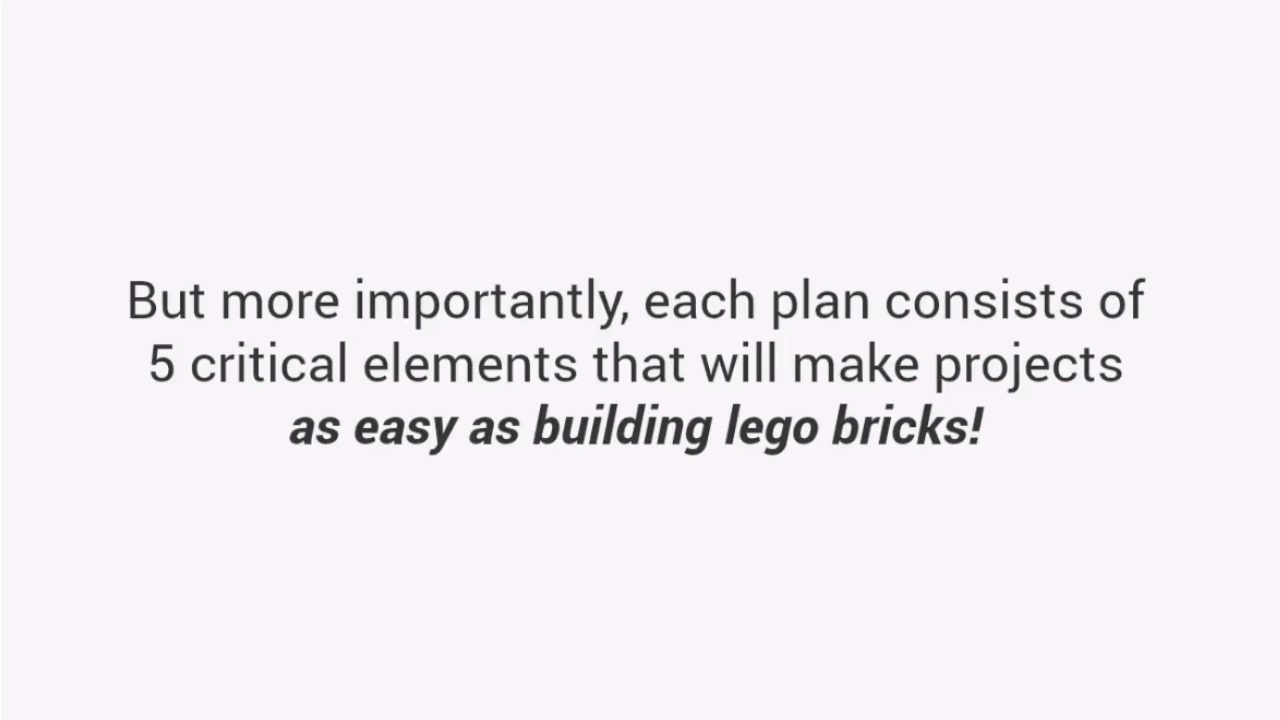 But more importantly, each plan consists of
5 critical elements that will make projects
as easy as building lego bricks!